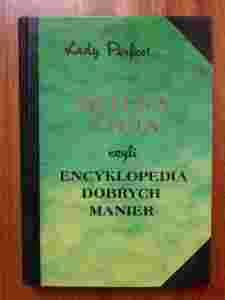 Lady Perfect
czyli
ENCYKLOPEDIA
DOBRYCH
MANIER